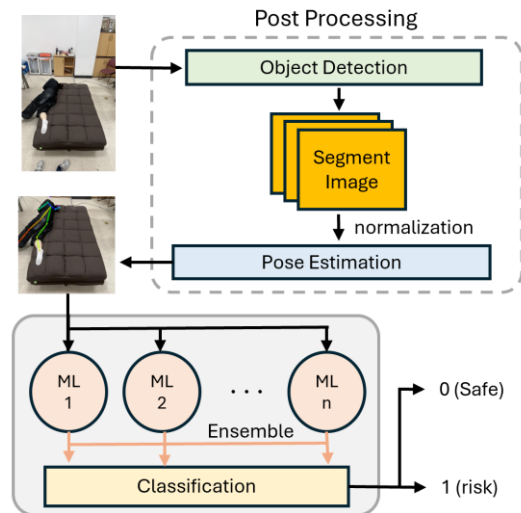 Post Processing
Object Detection
Segment
Image
normalization
Pose Estimation
ML
1
ML
2
. . .
ML
n
Ensemble
Classification
0 (Safe)
1 (risk)